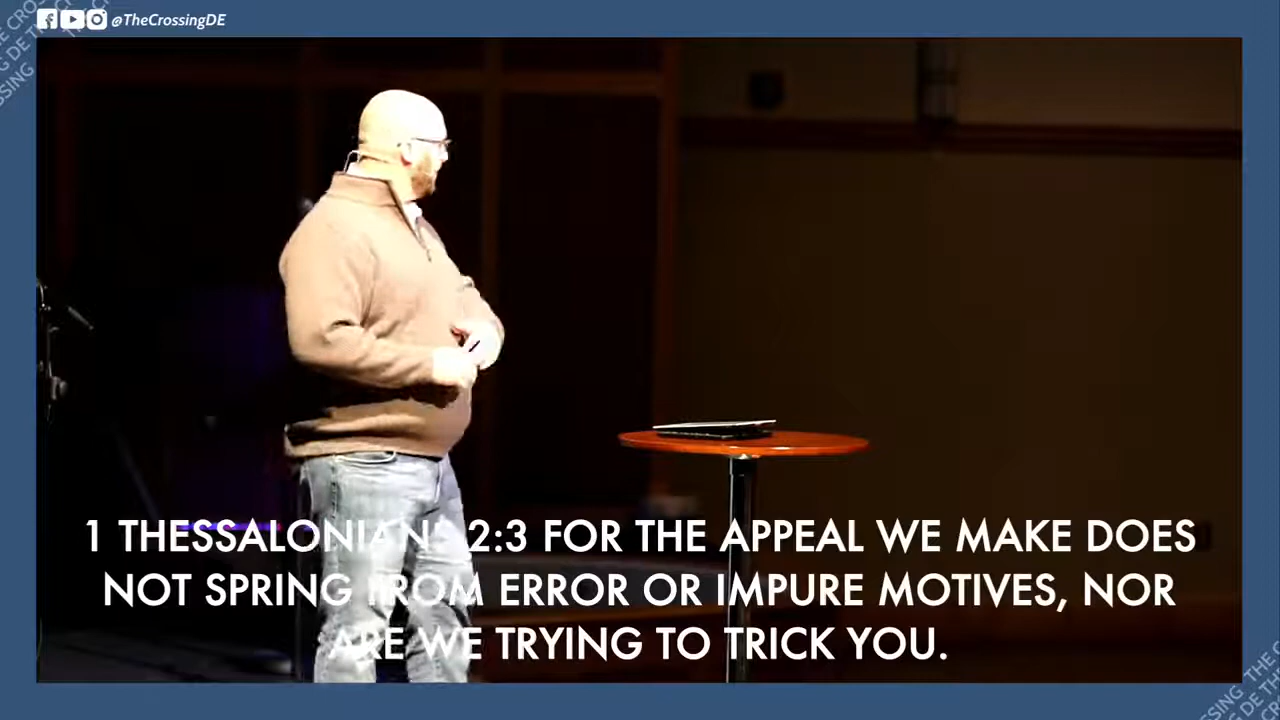 @TheCrossingDE
1 THESSALONIANS 2:3 FOR THE APPEAL WE MAKE DOES
NOT SPRING FROM ERROR OR IMPURE MOTIVES, NOR
ARE WE TRYING TO TRICK YOU.